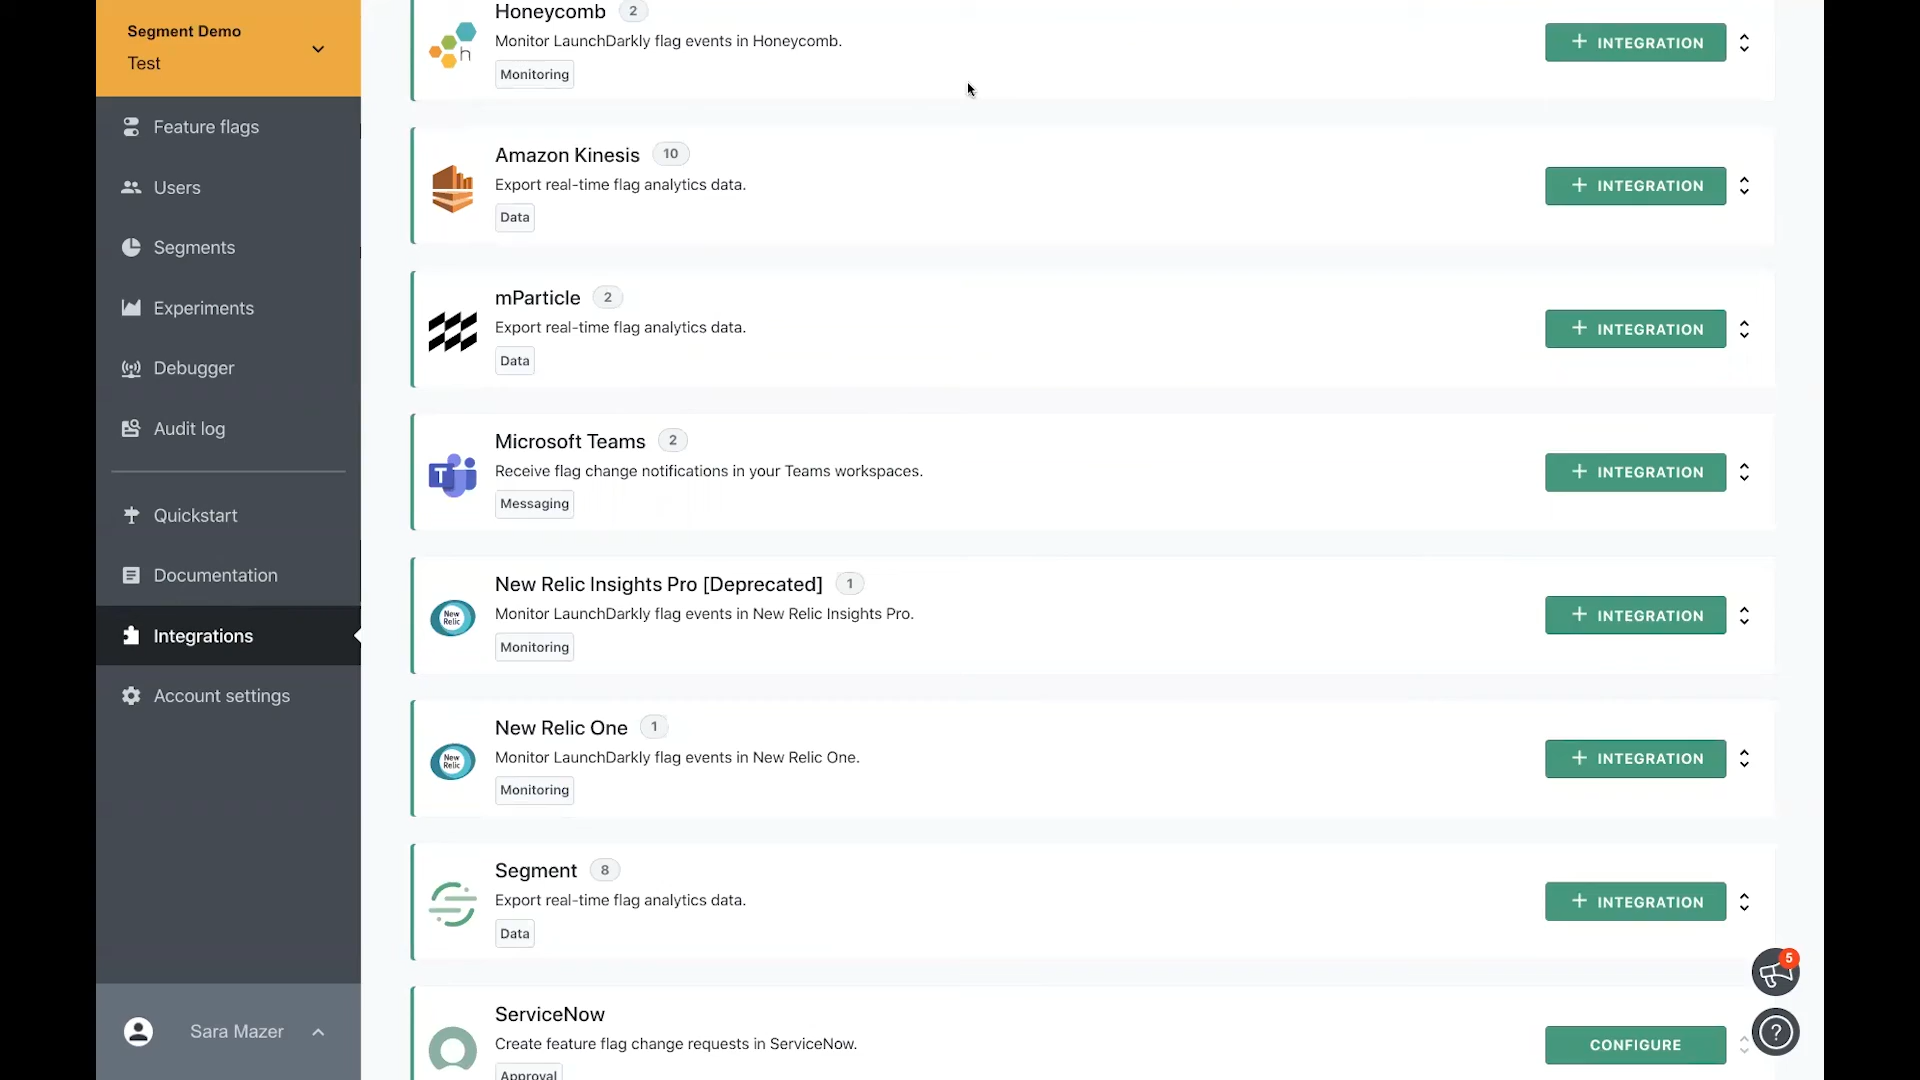 Segment Demo
Test
Feature flags
Users
Segments
Experiments
Debugger
Audit log
Quickstart
Documentation
Integrations
Account settings
Sara Mazer
Honeycomb 2
Monitor LaunchDarkly flag events in Honeycomb.
Monitoring
+ INTEGRATION
h
Amazon Kinesis 10
Export real-time flag analytics data.
Data
+ INTEGRATION
mParticle 2
Export real-time flag analytics data.
Data
+ INTEGRATION
T
Microsoft Teams 2
Receive flag change notifications in your Teams workspaces.
Messaging
+ INTEGRATION
New
Relic
New Relic Insights Pro [Deprecated] 1
Monitor LaunchDarkly flag events in New Relic Insights Pro.
Monitoring
+ INTEGRATION
New
Relic
New Relic One 1
Monitor LaunchDarkly flag events in New Relic One.
Monitoring
+ INTEGRATION
Segment 8
Export real-time flag analytics data.
Data
+ INTEGRATION
5
ServiceNow
Create feature flag change requests in ServiceNow.
Approval
CONFIGURE
?